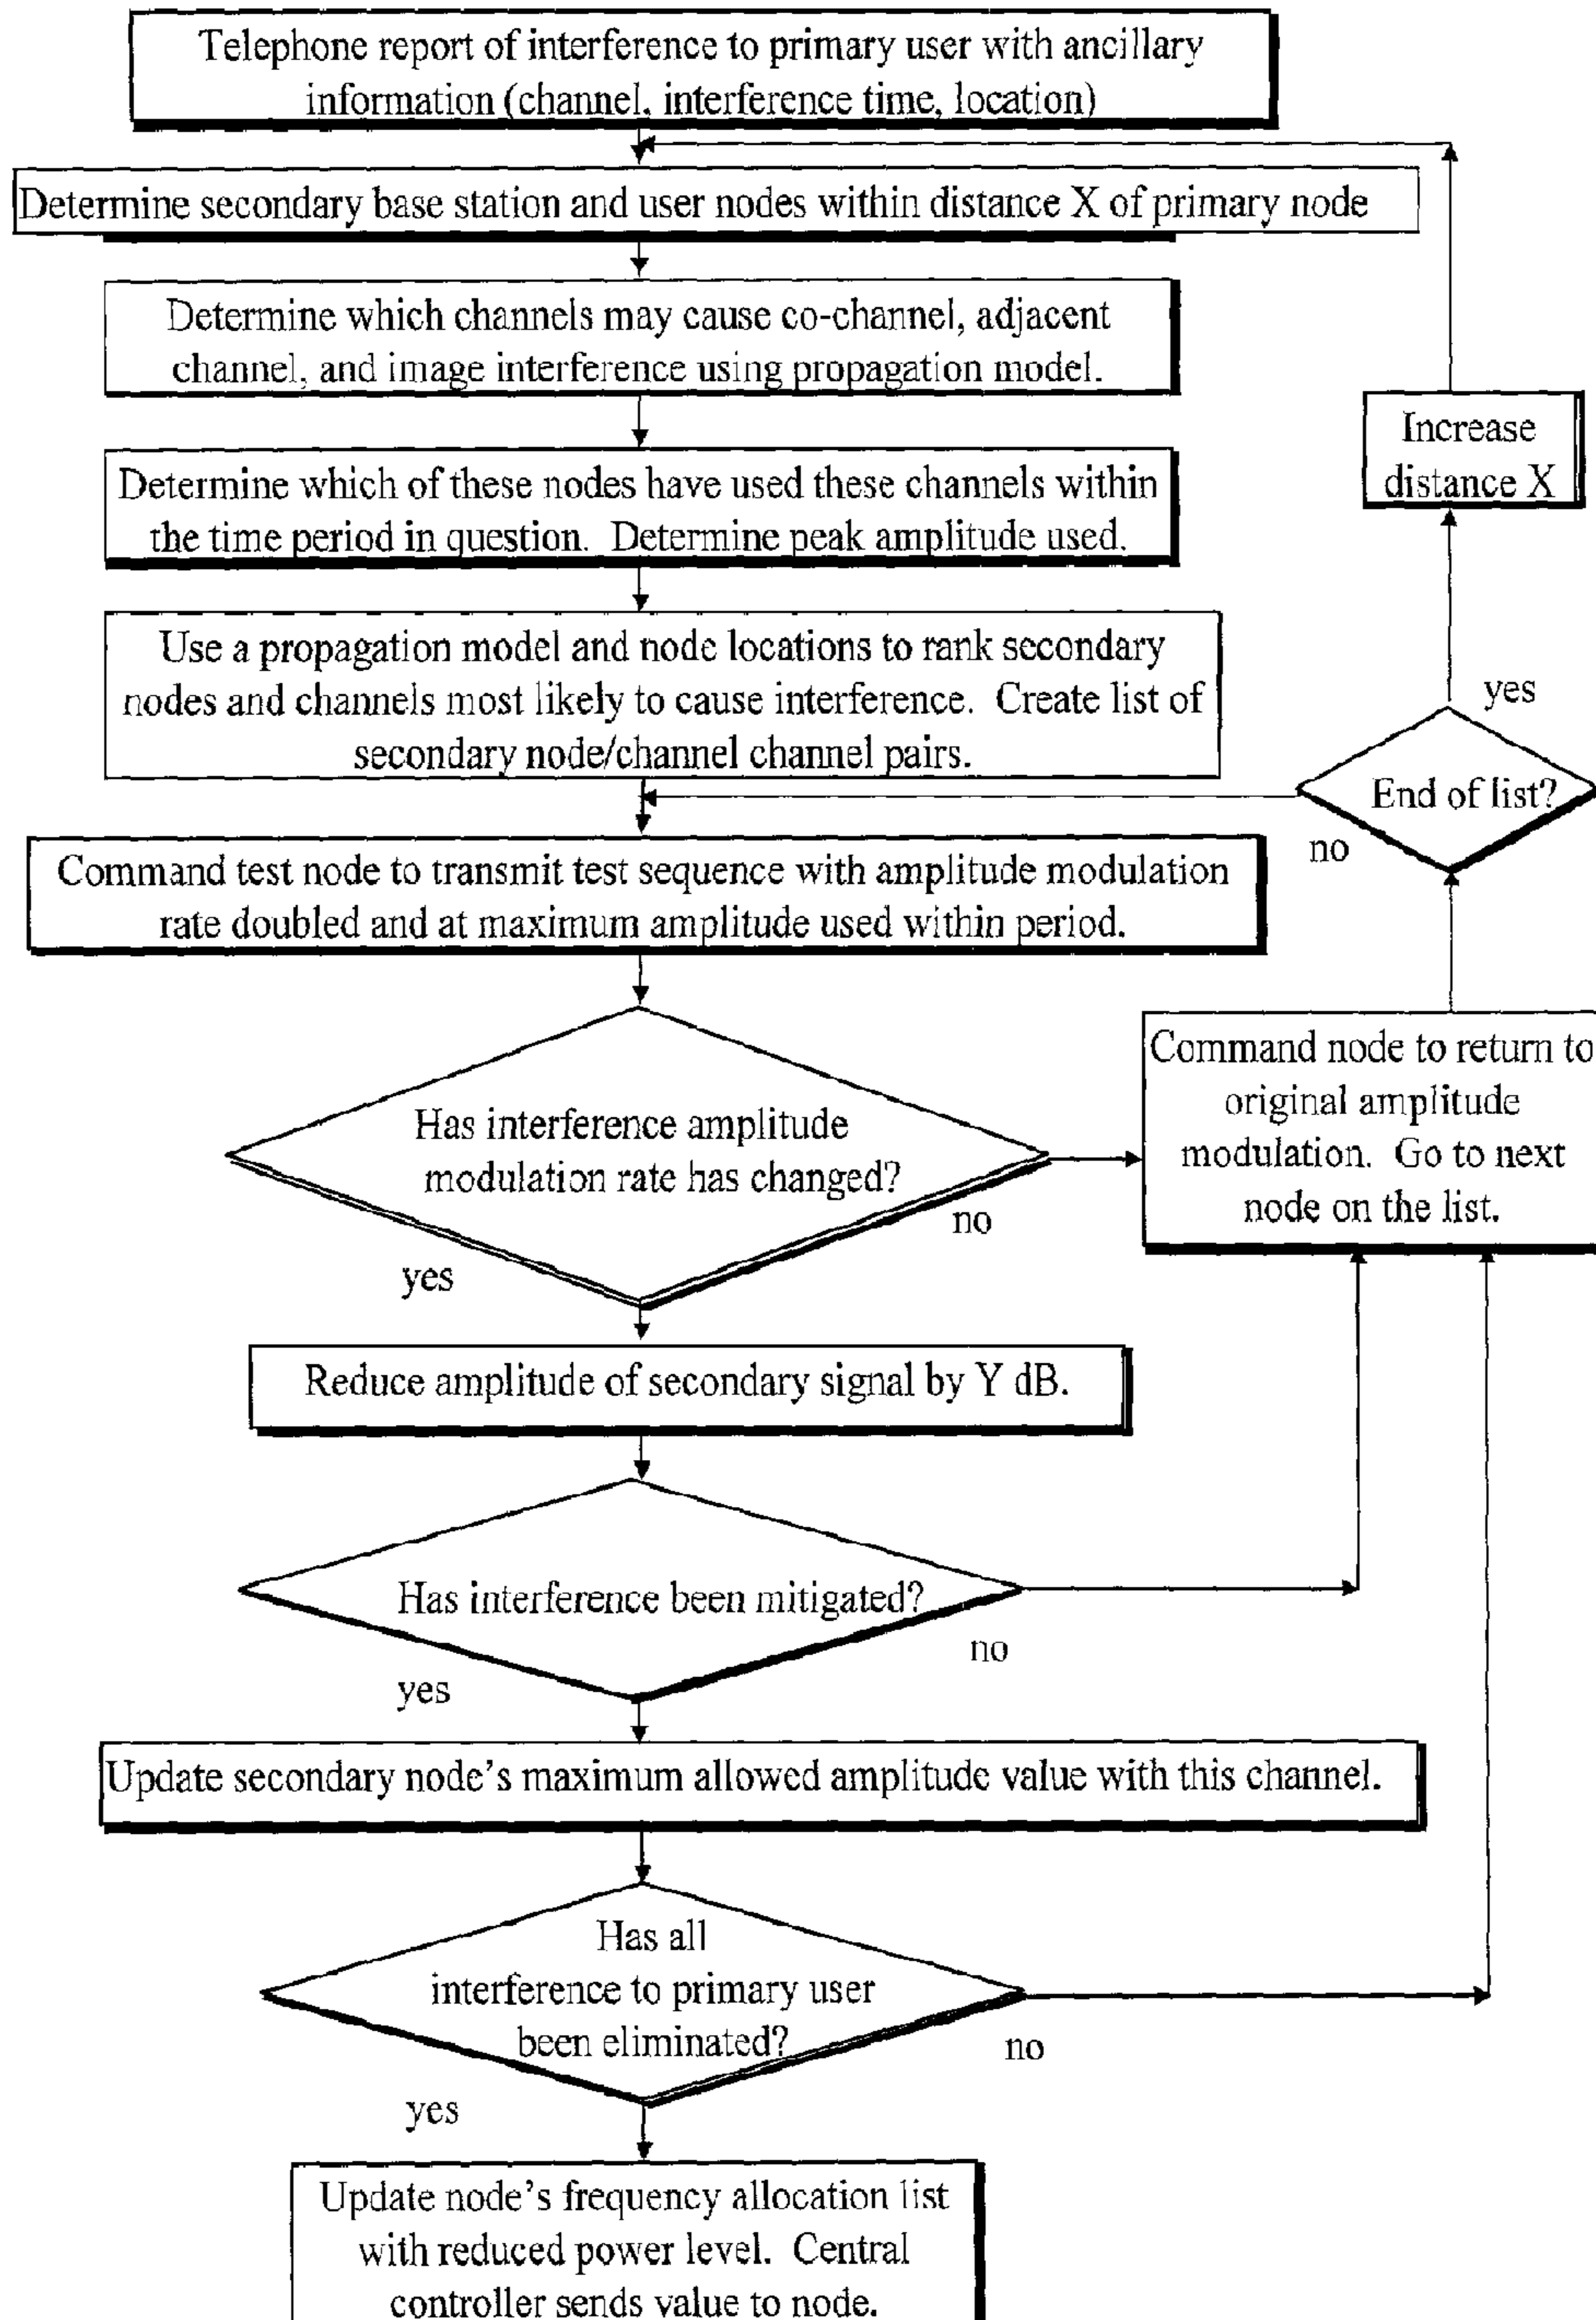 Telephone report of interference to primary user with ancillary
information (channel, interference time, location)
Determine secondary base station and user nodes within distance X of primary node
Determine which channels may cause co-channel, adjacent
channel, and image interference using propagation model.
Increase
distance X
Determine which of these nodes have used these channels within
the time period in question. Determine peak amplitude used.
Use a propagation model and node locations to rank secondary
nodes and channels most likely to cause interference. Create list of
secondary node/channel channel pairs.
yes
End of list?
no
Command test node to transmit test sequence with amplitude modulation
rate doubled and at maximum amplitude used within period.
Has interference amplitude
modulation rate has changed?
no
yes
Command node to return to
original amplitude
modulation. Go to next
node on the list.
Reduce amplitude of secondary signal by Y dB.
Has interference been mitigated?
no
yes
Update secondary node's maximum allowed amplitude value with this channel.
Has all
interference to primary user
been eliminated?
no
yes
Update node's frequency allocation list
with reduced power level. Central
controller sends value to node.